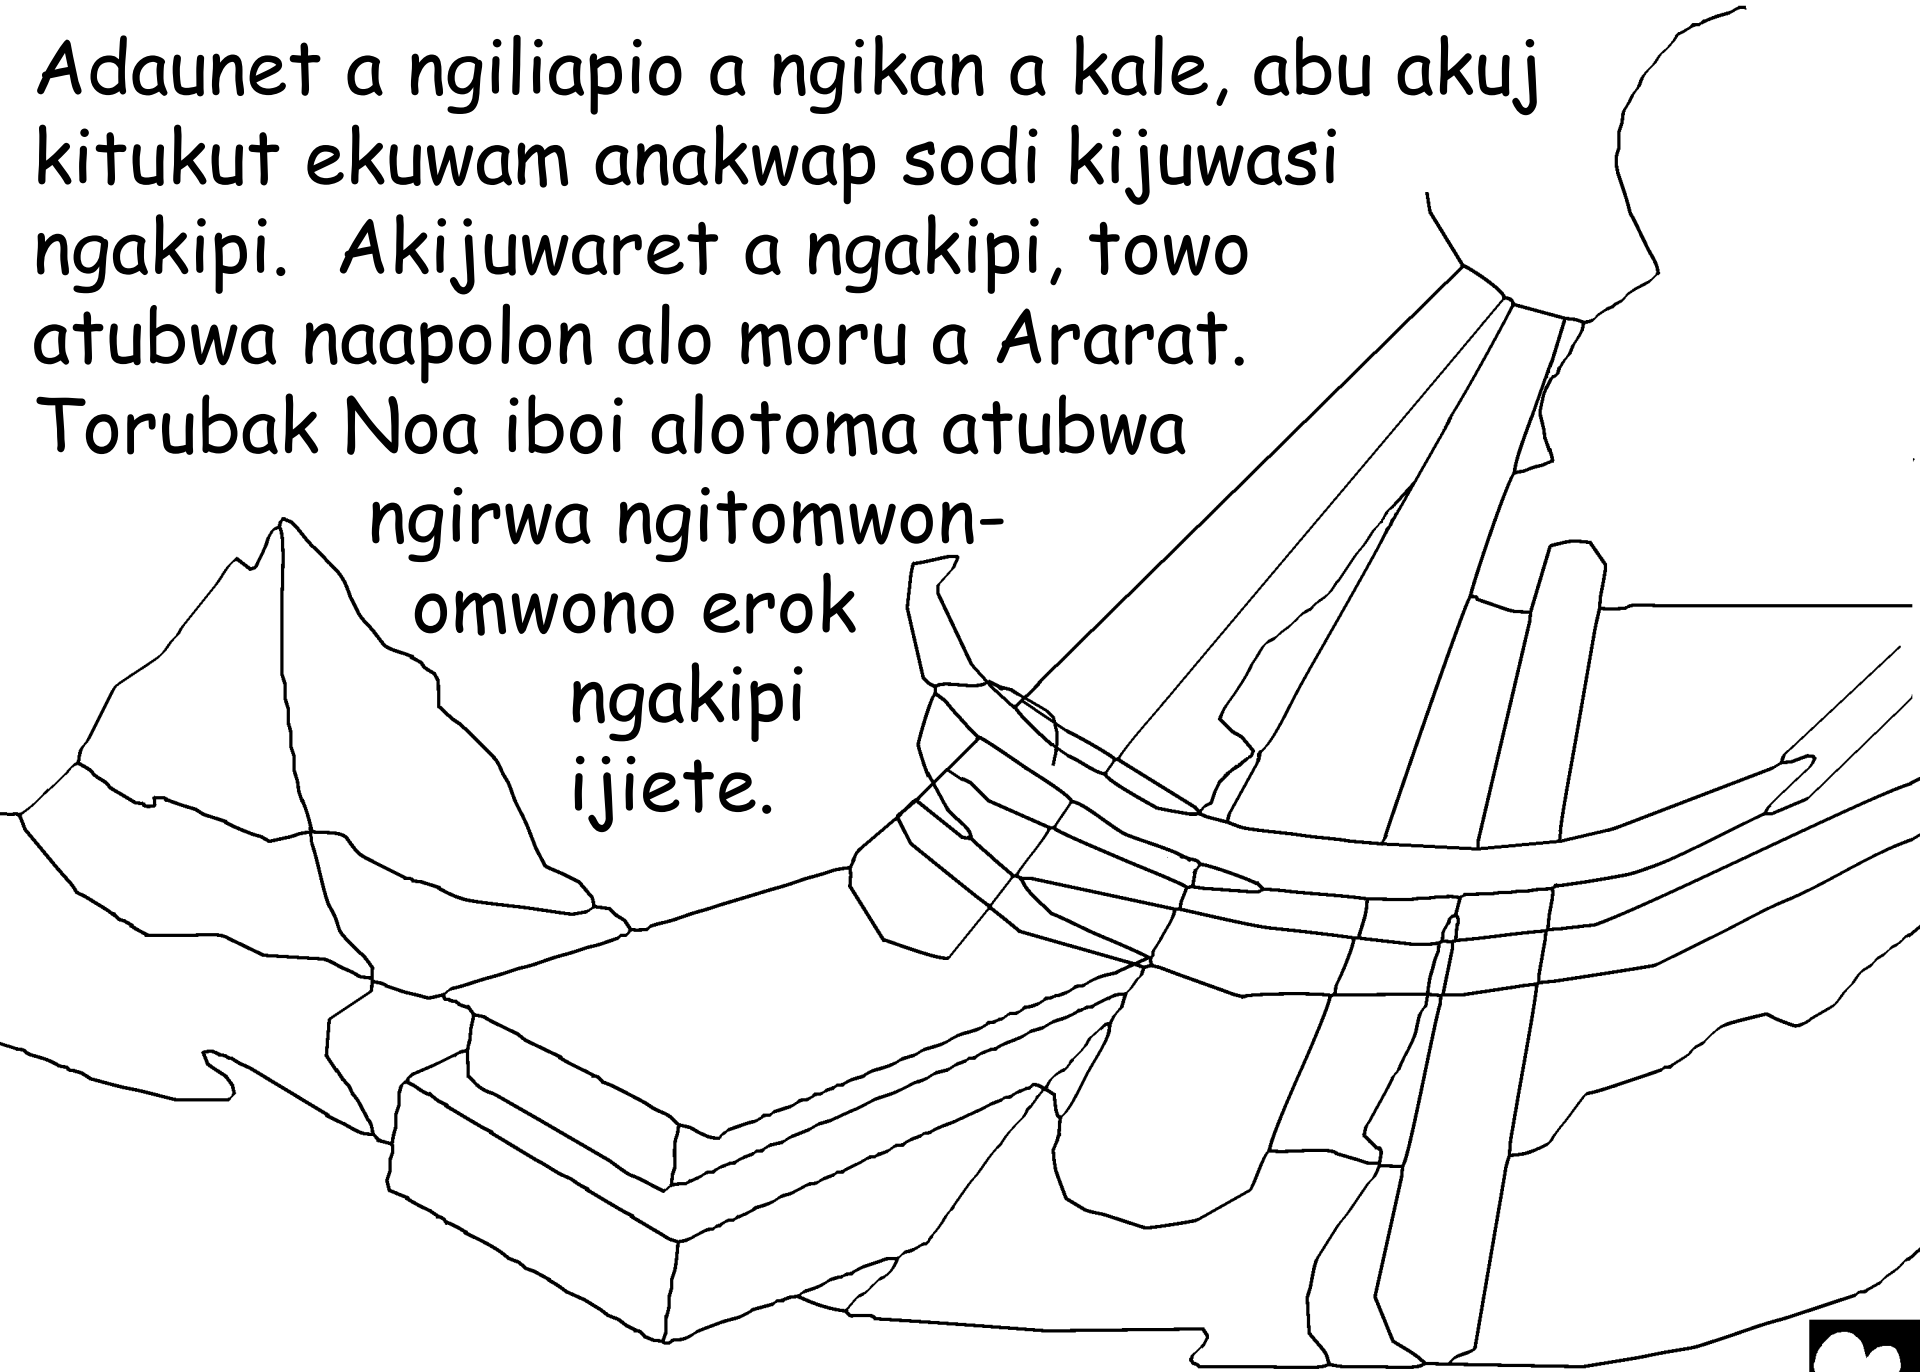 Adaunet a ngiliapio a ngikan a kale, abu akuj
kitukut ekuwam anakwap sodi kijuwasi
ngakipi. Akijuwaret a ngakipi, towo
atubwa naapolon alo moru a Ararat.
Torubak Noa iboi alotoma atubwa
ngirwa ngitomwon-
omwono erok
ngakipi
ijiete.